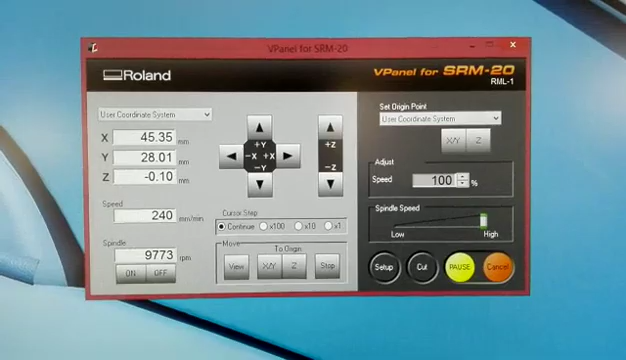 VPanel for SRM-20
Roland
VPanel for SRM-20
RML-1
User Coordinate System
X 45.35 mm
Y 28.01 mm
Z -0.10 mm
Speed
240 mm/min
Spindle
9773 rpm
ON OFF
+Y
-X +X
-Y
+Z
-Z
Cursor Step
Continue x100 x10 x1
Move
To Origin
View X/Y Z Stop
Set Origin Point
User Coordinate System
X/Y Z
Adjust
Speed 100 %
Spindle Speed
Low High
Setup Cut PAUSE Cancel